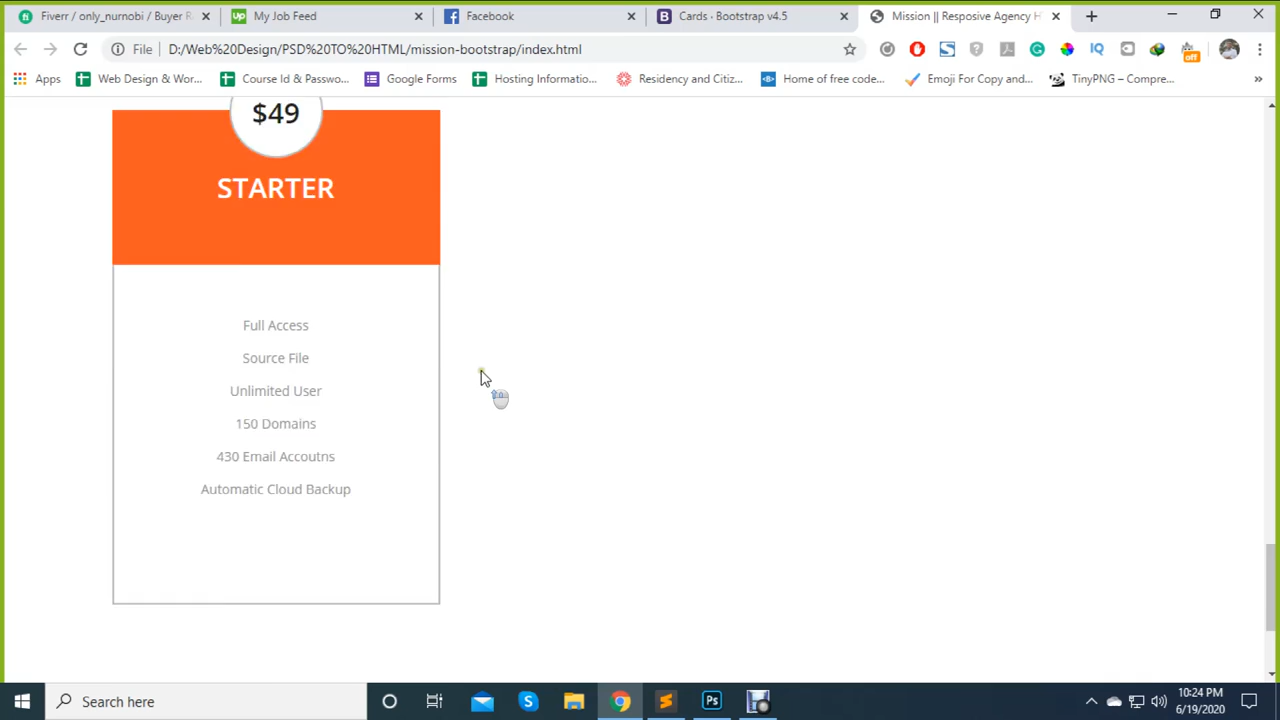 Fiverr / only_nurnobi / Buyer R
My Job Feed
Facebook
Cards · Bootstrap v4.5
Mission || Resposive Agency H
File
D:/Web%20Design/PSD%20TO%20HTML/mission-bootstrap/index.html
Apps
Web Design & Wor...
Course Id & Passwo...
Google Forms
Hosting Informatio...
Residency and Citiz...
Home of free code...
Emoji For Copy and...
TinyPNG – Compre...
off
$49
STARTER
Full Access
Source File
Unlimited User
150 Domains
430 Email Accoutns
Automatic Cloud Backup
Search here
10:24 PM
6/19/2020